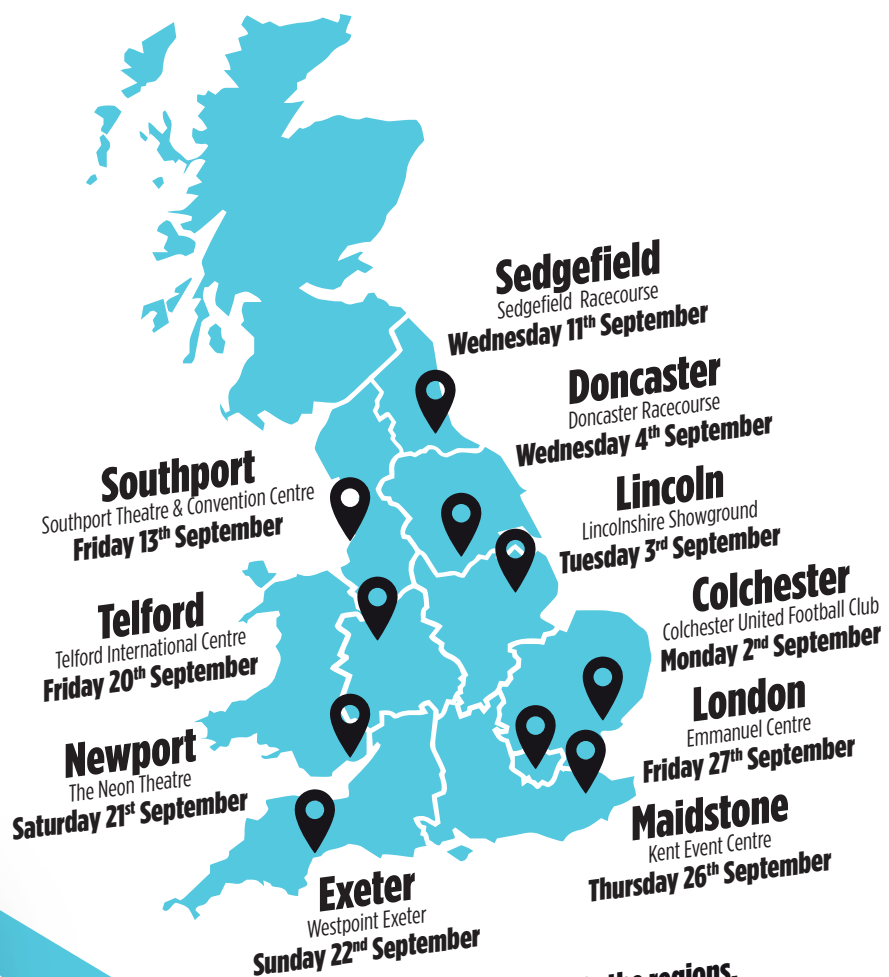 Sedgefield
Sedgefield Racecourse
Wednesday 11th September
Doncaster
Doncaster Racecourse
Wednesday 4th September
Southport
Southport Theatre & Convention Centre
Friday 13th September
Lincoln
Lincolnshire Showground
Tuesday 3rd September
Colchester
Colchester United Football Club
Monday 2nd September
Telford
Telford International Centre
Friday 20th September
London
Emmanuel Centre
Friday 27th September
Newport
The Neon Theatre
Saturday 21st September
Maidstone
Kent Event Centre
Thursday 26th September
Exeter
Westpoint Exeter
Sunday 22nd September
the regions.